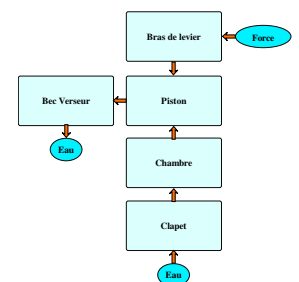 Bras de levier
Force
Bec Verseur
Piston
Eau
Chambre
Clapet
Eau